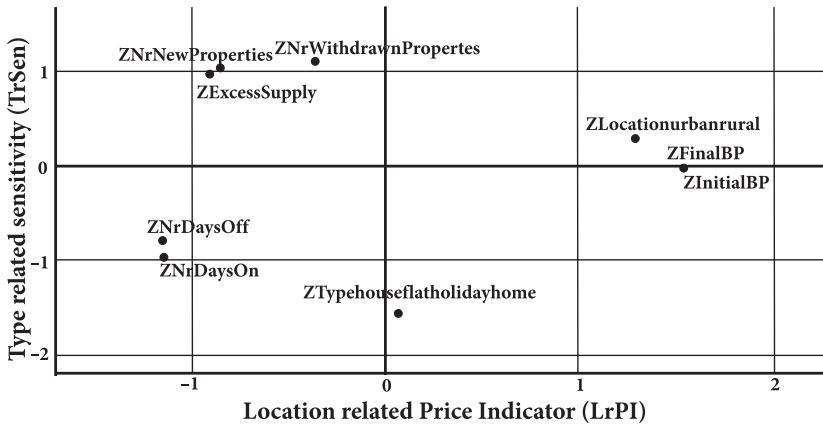 ZNrNewProperties
ZNrWithdrawnPropertes
1
ZExcessSupply
ZLocationurbanrural
ZFinalBP
0
ZInitialBP
ZNrDaysOff
–1
ZNrDaysOn
ZTypehouseflatholidayhome
–2
–1
0
1
2
Type related sensitivity (TrSen)
Location related Price Indicator (LrPI)